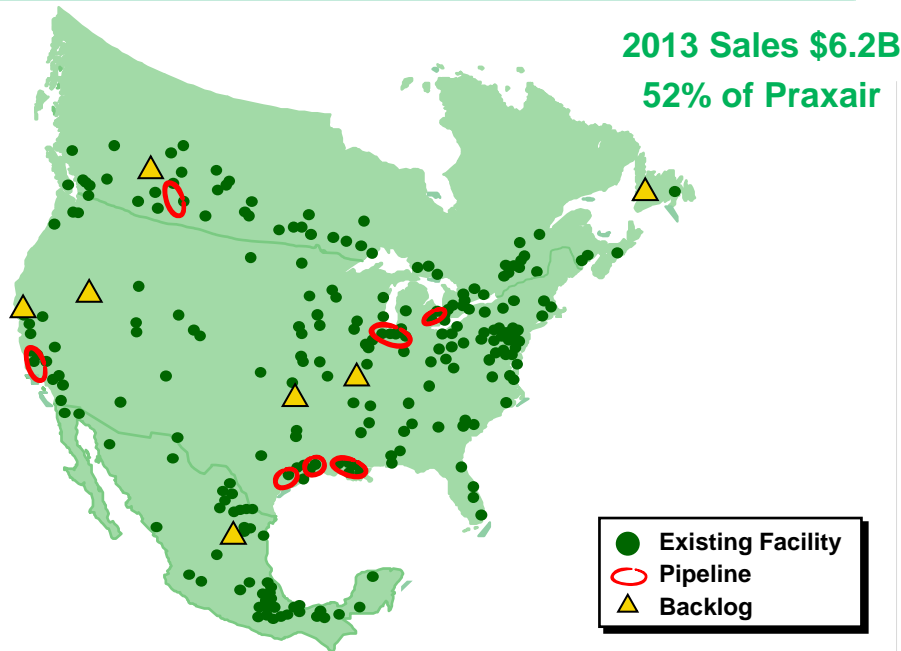 2013 Sales $6.2B
52% of Praxair
Existing Facility
Pipeline
Backlog